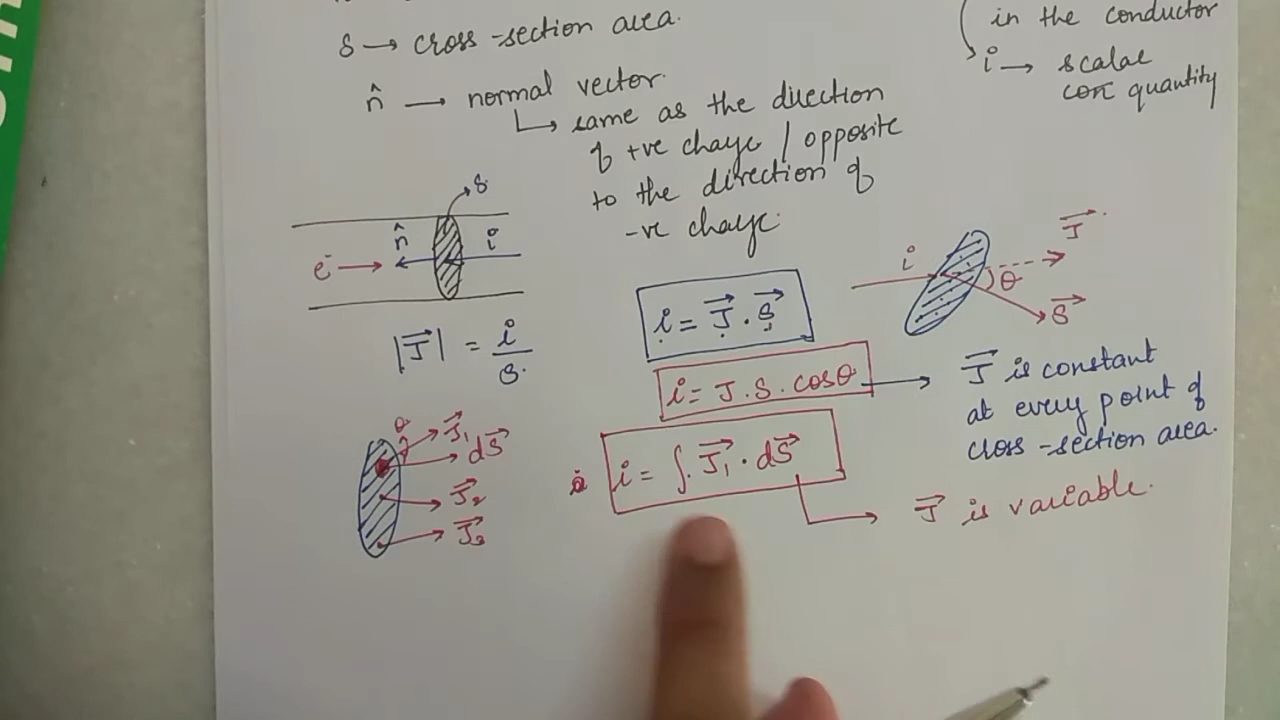 in the conductor
s → cross-section area.
i → scalar
quantity
n̂ → normal vector.
↳ same as the direction
of +ve charge / opposite
to the direction of
-ve charge.
s
n̂
i
e⁻ →
|J⃗| = i/s.
i = J⃗ . S⃗
i
J⃗
θ
S⃗
i = J . S . cosθ → J⃗ is constant
at every point of
cross-section area.
θ
J⃗₁
dS⃗
J⃗₂
J⃗₃
i = ∫. J⃗₁ . dS⃗ → J⃗ is variable.